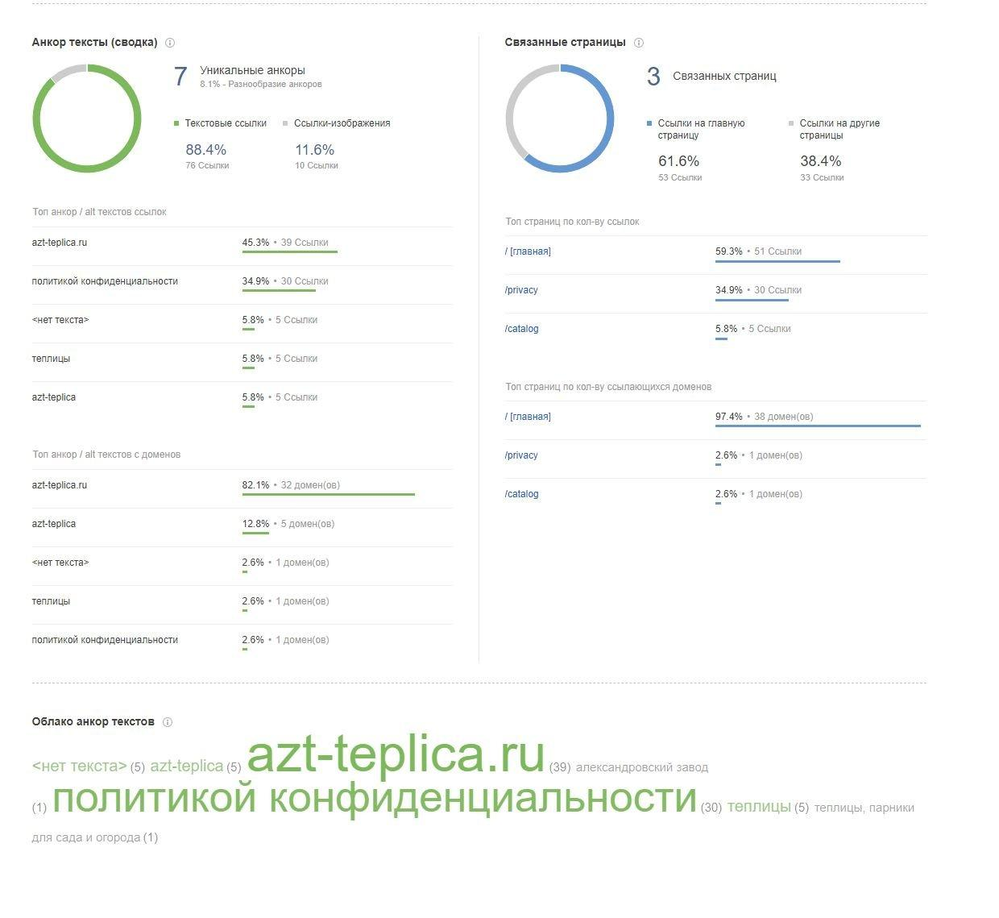 Анкор тексты (сводка)
7 Уникальные анкоры
8.1% - Разнообразие анкоров
Текстовые ссылки Ссылки-изображения
88.4% 11.6%
76 Ссылки 10 Ссылки
Топ анкор / alt текстов ссылок
azt-teplica.ru 45.3% • 39 Ссылки
политикой конфиденциальности 34.9% • 30 Ссылки
<нет текста> 5.8% • 5 Ссылки
теплицы 5.8% • 5 Ссылки
azt-teplica 5.8% • 5 Ссылки
Топ анкор / alt текстов с доменов
azt-teplica.ru 82.1% • 32 домен(ов)
azt-teplica 12.8% • 5 домен(ов)
<нет текста> 2.6% • 1 домен(ов)
теплицы 2.6% • 1 домен(ов)
политикой конфиденциальности 2.6% • 1 домен(ов)
Связанные страницы
3 Связанных страниц
Ссылки на главную Ссылки на другие
страницу страницы
61.6% 38.4%
53 Ссылки 33 Ссылки
Топ страниц по кол-ву ссылок
/ [главная] 59.3% • 51 Ссылки
/privacy 34.9% • 30 Ссылки
/catalog 5.8% • 5 Ссылки
Топ страниц по кол-ву ссылающихся доменов
/ [главная] 97.4% • 38 домен(ов)
/privacy 2.6% • 1 домен(ов)
/catalog 2.6% • 1 домен(ов)
Облако анкор текстов
<нет текста> (5) azt-teplica (5) azt-teplica.ru (39) александровский завод
(1) политикой конфиденциальности (30) теплицы (5) теплицы, парники
для сада и огорода (1)